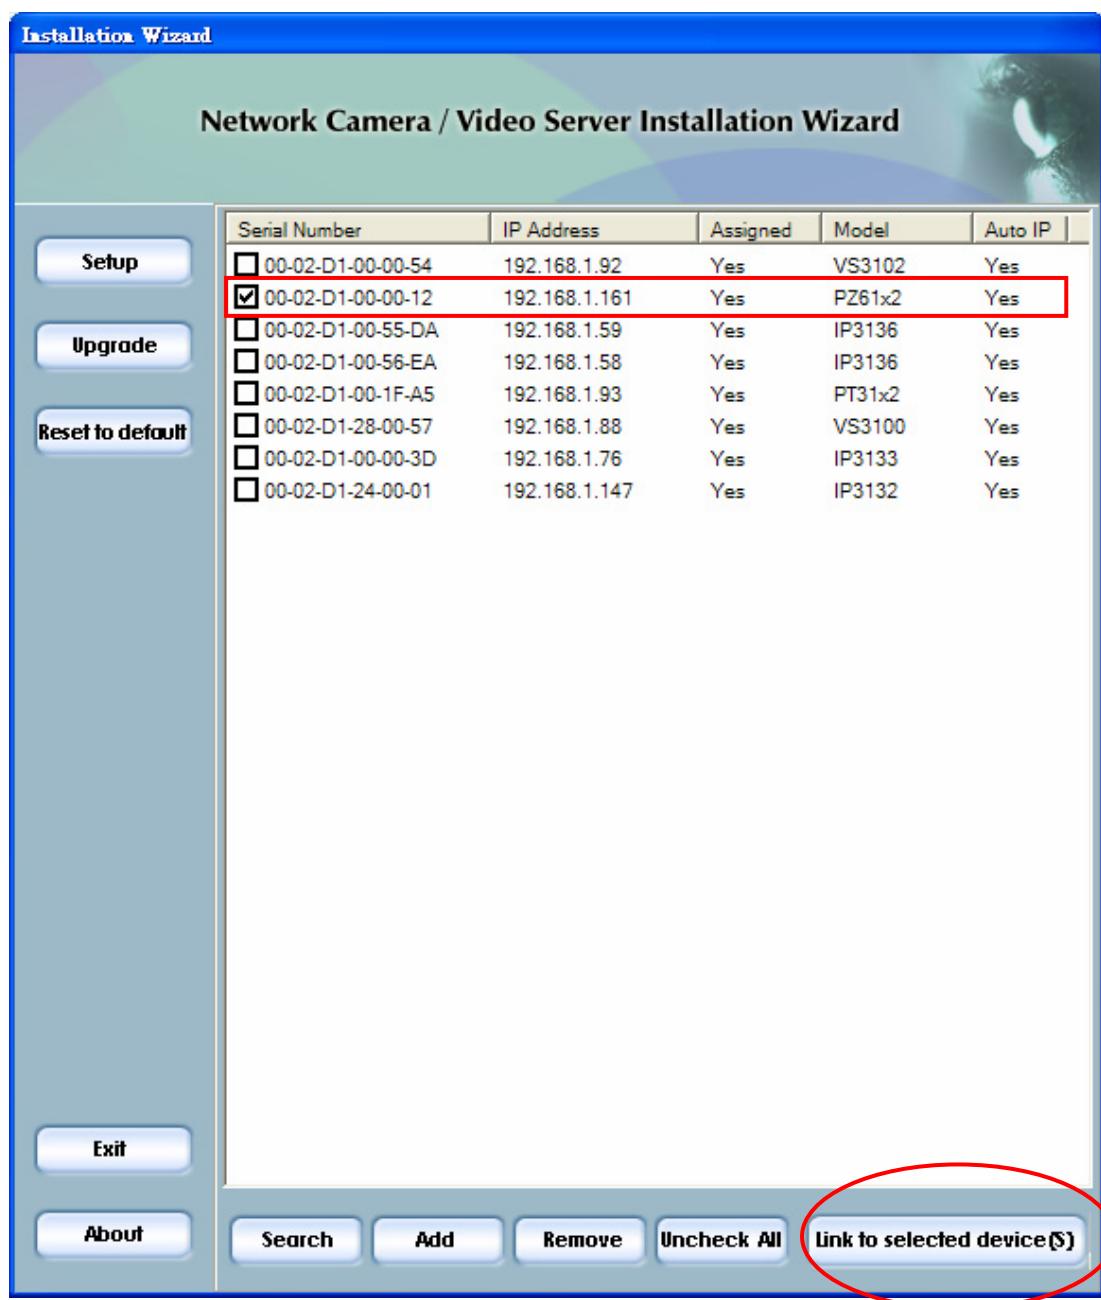 Installation Wizard
Network Camera / Video Server Installation Wizard
Serial Number IP Address Assigned Model Auto IP
00-02-D1-00-00-54 192.168.1.92 Yes VS3102 Yes
00-02-D1-00-00-12 192.168.1.161 Yes PZ61x2 Yes
00-02-D1-00-55-DA 192.168.1.59 Yes IP3136 Yes
00-02-D1-00-56-EA 192.168.1.58 Yes IP3136 Yes
00-02-D1-00-1F-A5 192.168.1.93 Yes PT31x2 Yes
00-02-D1-28-00-57 192.168.1.88 Yes VS3100 Yes
00-02-D1-00-00-3D 192.168.1.76 Yes IP3133 Yes
00-02-D1-24-00-01 192.168.1.147 Yes IP3132 Yes
Setup
Upgrade
Reset to default
Exit
About
Search Add Remove Uncheck All Link to selected device(S)